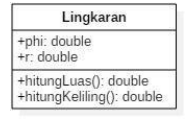 Lingkaran
+phi: double
+r: double
+hitungLuas(): double
+hitungKeliling(): double